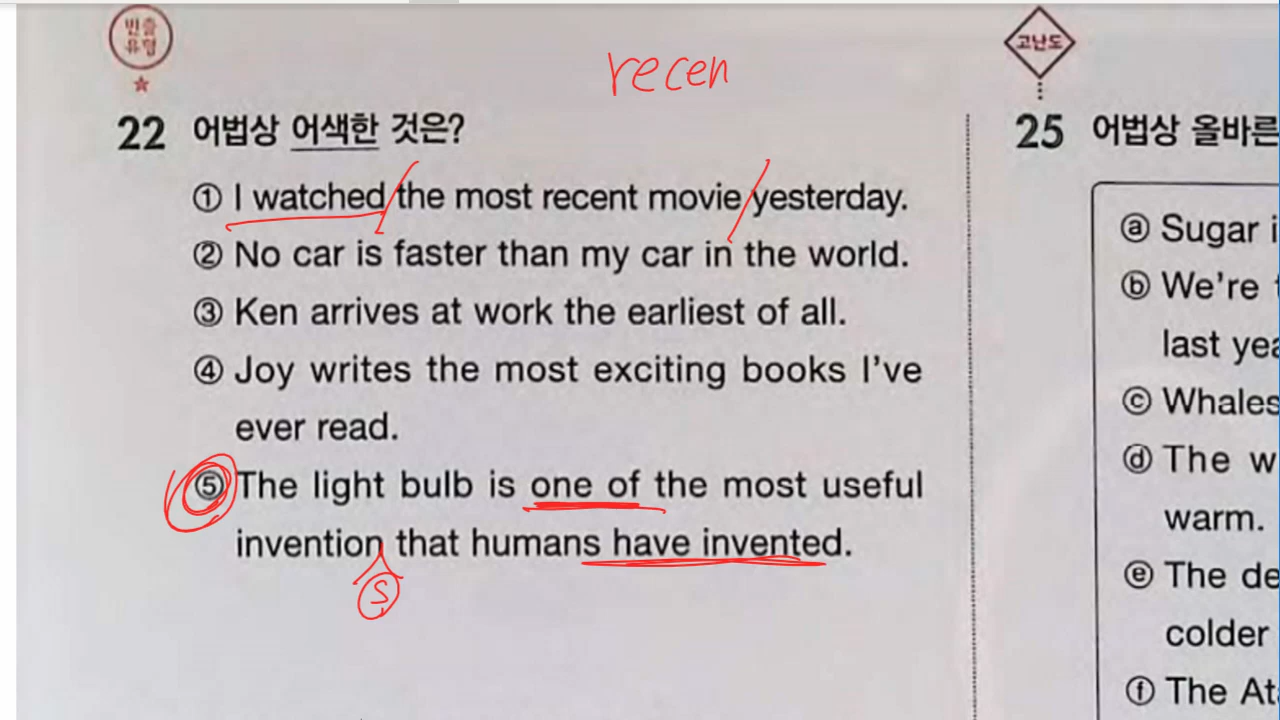 빈출
유형
recen
고난도
22 어법상 어색한 것은?
① I watched the most recent movie yesterday.
② No car is faster than my car in the world.
③ Ken arrives at work the earliest of all.
④ Joy writes the most exciting books I've
ever read.
⑤ The light bulb is one of the most useful
invention that humans have invented.
s
25 어법상 올바른
ⓐ Sugar i
ⓑ We're
last yea
ⓒ Whales
ⓓ The w
warm.
ⓔ The de
colder
ⓕ The At